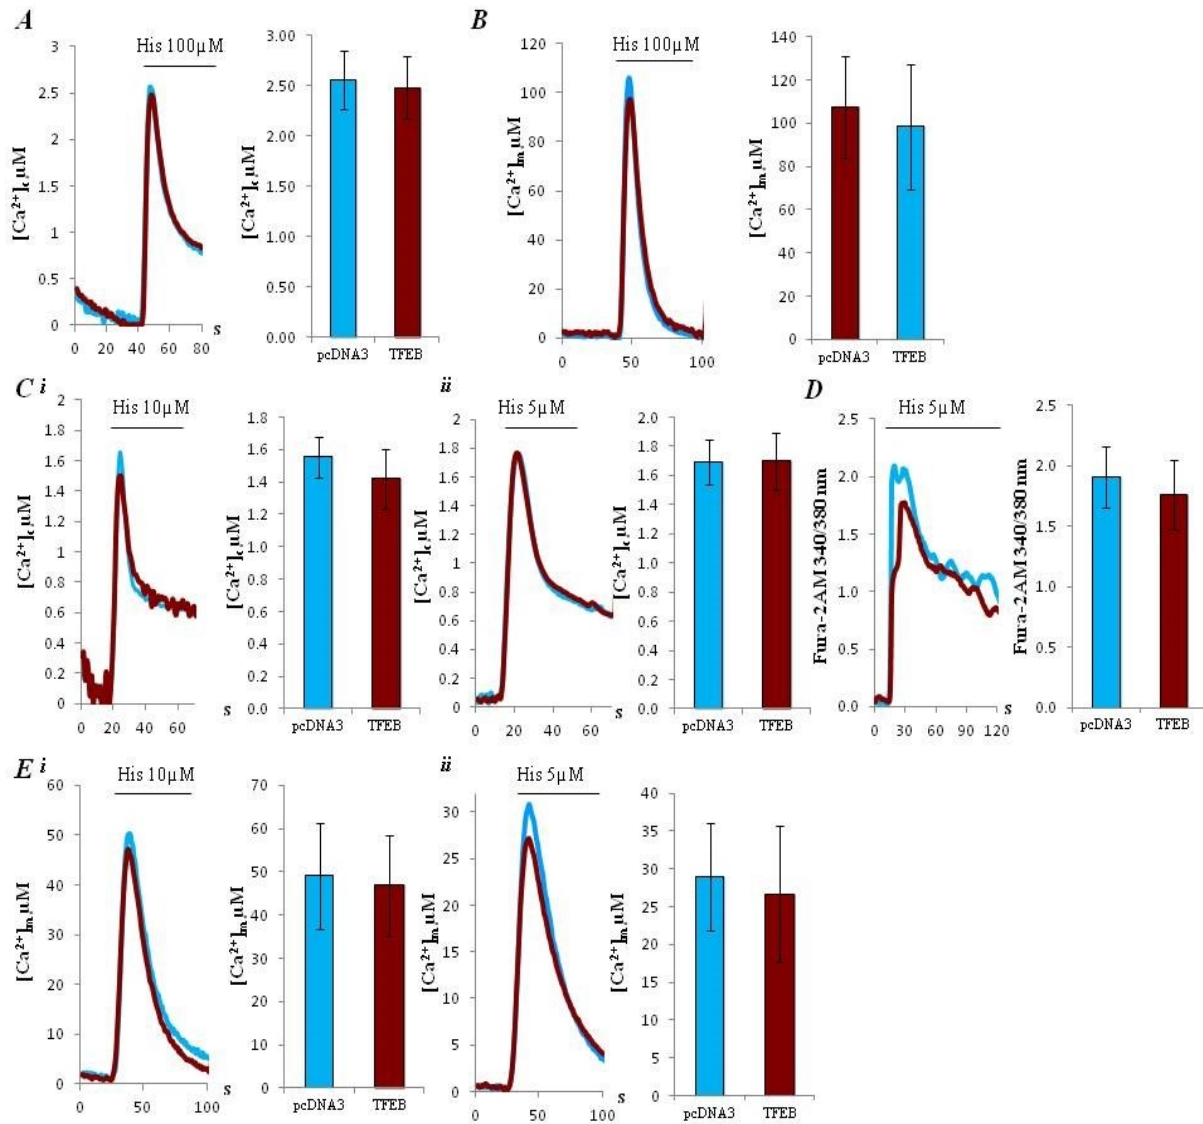 A
His 100µM
[Ca²⁺]c µM
3
2.5
2
1.5
1
0.5
0
0 20 40 60 80 s
[Ca²⁺]c µM
3.00
2.50
2.00
1.50
1.00
0.50
0.00
pcDNA3 TFEB
B
His 100µM
[Ca²⁺]m µM
120
100
80
60
40
20
0
0 50 100
[Ca²⁺]m µM
140
120
100
80
60
40
20
0
pcDNA3 TFEB
C i
His 10µM
[Ca²⁺]c µM
2
1.8
1.6
1.4
1.2
1
0.8
0.6
0.4
0.2
0
0 20 40 60 s
[Ca²⁺]c µM
1.8
1.6
1.4
1.2
1.0
0.8
0.6
0.4
0.2
0.0
pcDNA3 TFEB
ii
His 5µM
[Ca²⁺]c µM
2
1.8
1.6
1.4
1.2
1
0.8
0.6
0.4
0.2
0
0 20 40 60 s
[Ca²⁺]c µM
2.0
1.8
1.6
1.4
1.2
1.0
0.8
0.6
0.4
0.2
0.0
pcDNA3 TFEB
D
His 5µM
Fura-2AM 340/380 nm
2.5
2.0
1.5
1.0
0.5
0.0
0 30 60 90 120 s
Fura-2AM 340/380 nm
2.5
2.0
1.5
1.0
0.5
0.0
pcDNA3 TFEB
E i
His 10µM
[Ca²⁺]m µM
60
50
40
30
20
10
0
0 50 100 s
[Ca²⁺]m µM
70
60
50
40
30
20
10
0
pcDNA3 TFEB
ii
His 5µM
[Ca²⁺]m µM
30
25
20
15
10
5
0
0 50 100 s
[Ca²⁺]m µM
40
35
30
25
20
15
10
5
0
pcDNA3 TFEB